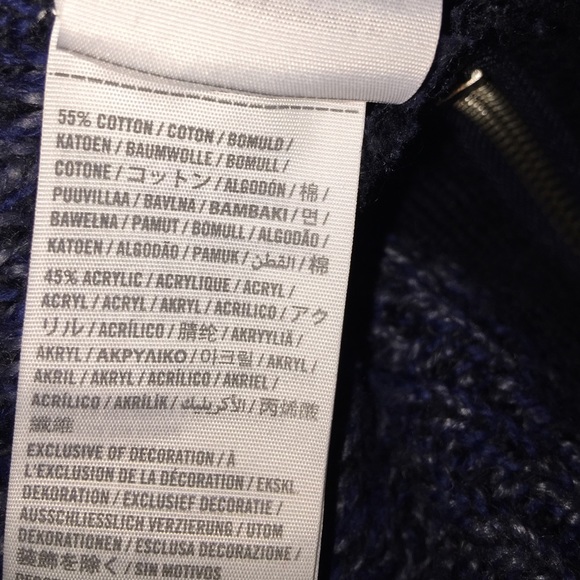 55% COTTON / COTON / BOMULD /
KATOEN / BAUMWOLLE / BOMULL /
COTONE / コットン / ALGODÓN / 棉 /
PUUVILLAA / BAVLNA / BAMBAKI / 면 /
BAWEŁNA / PAMUT / BOMULL / ALGODÃO /
KATOEN / ALGODÃO / PAMUK / القطن / 棉
45% ACRYLIC / ACRYLIQUE / ACRYL /
ACRYL / ACRYL / AKRYL / ACRILICO / アク
リル / ACRÍLICO / 腈纶 / AKRYYLIÄ /
AKRYL / ΑΚΡΥΛΙΚΟ / 아크릴 / AKRYL /
AKRIL / AKRYL / ACRÍLICO / AKRIEL /
ACRÍLICO / AKRİLİK / الأكريليك / 丙烯酸
纖維
EXCLUSIVE OF DECORATION / À
L'EXCLUSION DE LA DÉCORATION / EKSKL.
DEKORATION / EXCLUSIEF DECORATIE /
AUSSCHLIESSLICH VERZIERUNG / UTOM
DEKORATIONEN / ESCLUSA DECORAZIONE /
装飾を除く / SIN MOTIVOS